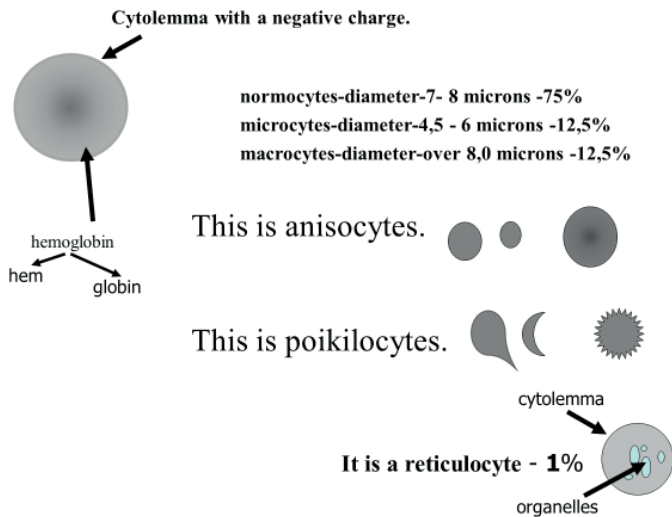 Cytolemma with a negative charge.
normocytes-diameter-7- 8 microns -75%
microcytes-diameter-4,5 - 6 microns -12,5%
macrocytes-diameter-over 8,0 microns -12,5%
This is anisocytes.
hemoglobin
hem
globin
This is poikilocytes.
cytolemma
It is a reticulocyte - 1%
organelles